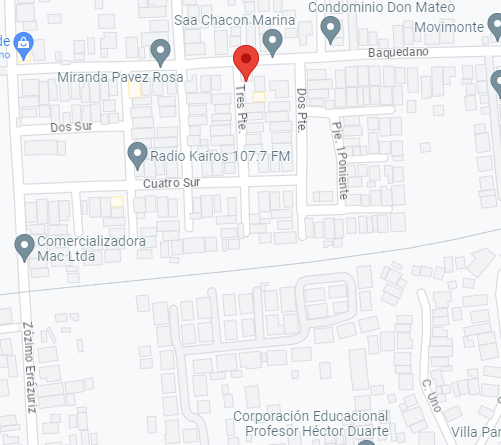 Condominio Don Mateo
Saa Chacon Marina
Movimonte
de
no
Baquedano
Miranda Pavez Rosa
Tres Pte.
Dos Pte.
Dos Sur
Pje. 1 Poniente
Radio Kairos 107.7 FM
Cuatro Sur
Comercializadora
Mac Ltda
Zózimo Errázuriz
C. Uno
Corporación Educacional
Profesor Héctor Duarte
Villa Par